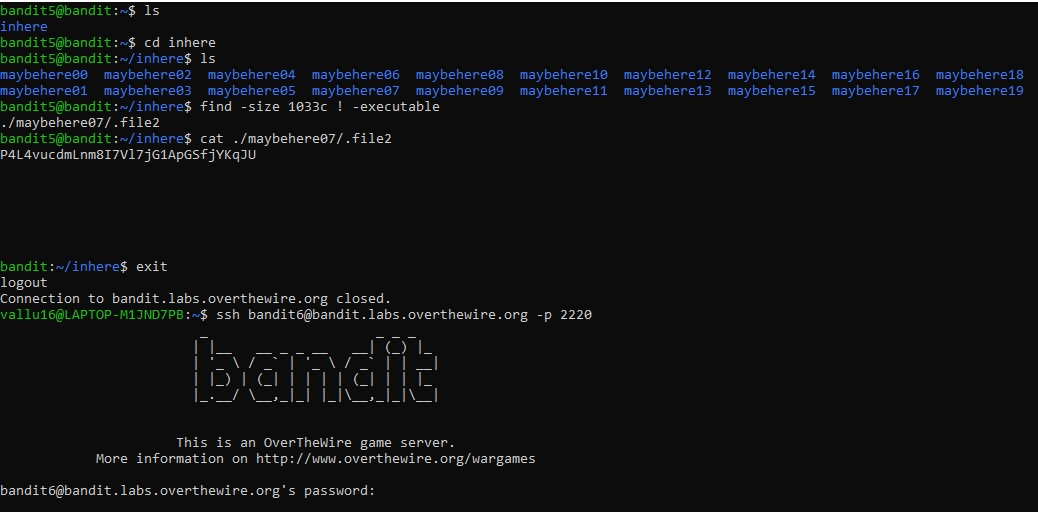 bandit5@bandit:~$ ls
inhere
bandit5@bandit:~$ cd inhere
bandit5@bandit:~/inhere$ ls
maybehere00  maybehere02  maybehere04  maybehere06  maybehere08  maybehere10  maybehere12  maybehere14  maybehere16  maybehere18
maybehere01  maybehere03  maybehere05  maybehere07  maybehere09  maybehere11  maybehere13  maybehere15  maybehere17  maybehere19
bandit5@bandit:~/inhere$ find -size 1033c ! -executable
./maybehere07/.file2
bandit5@bandit:~/inhere$ cat ./maybehere07/.file2
P4L4vucdmLnm8I7Vl7jG1ApGSfjYKqJU
bandit:~/inhere$ exit
logout
Connection to bandit.labs.overthewire.org closed.
vallu16@LAPTOP-M1JND7PB:~$ ssh bandit6@bandit.labs.overthewire.org -p 2220
bandit
This is an OverTheWire game server.
More information on http://www.overthewire.org/wargames
bandit6@bandit.labs.overthewire.org's password: